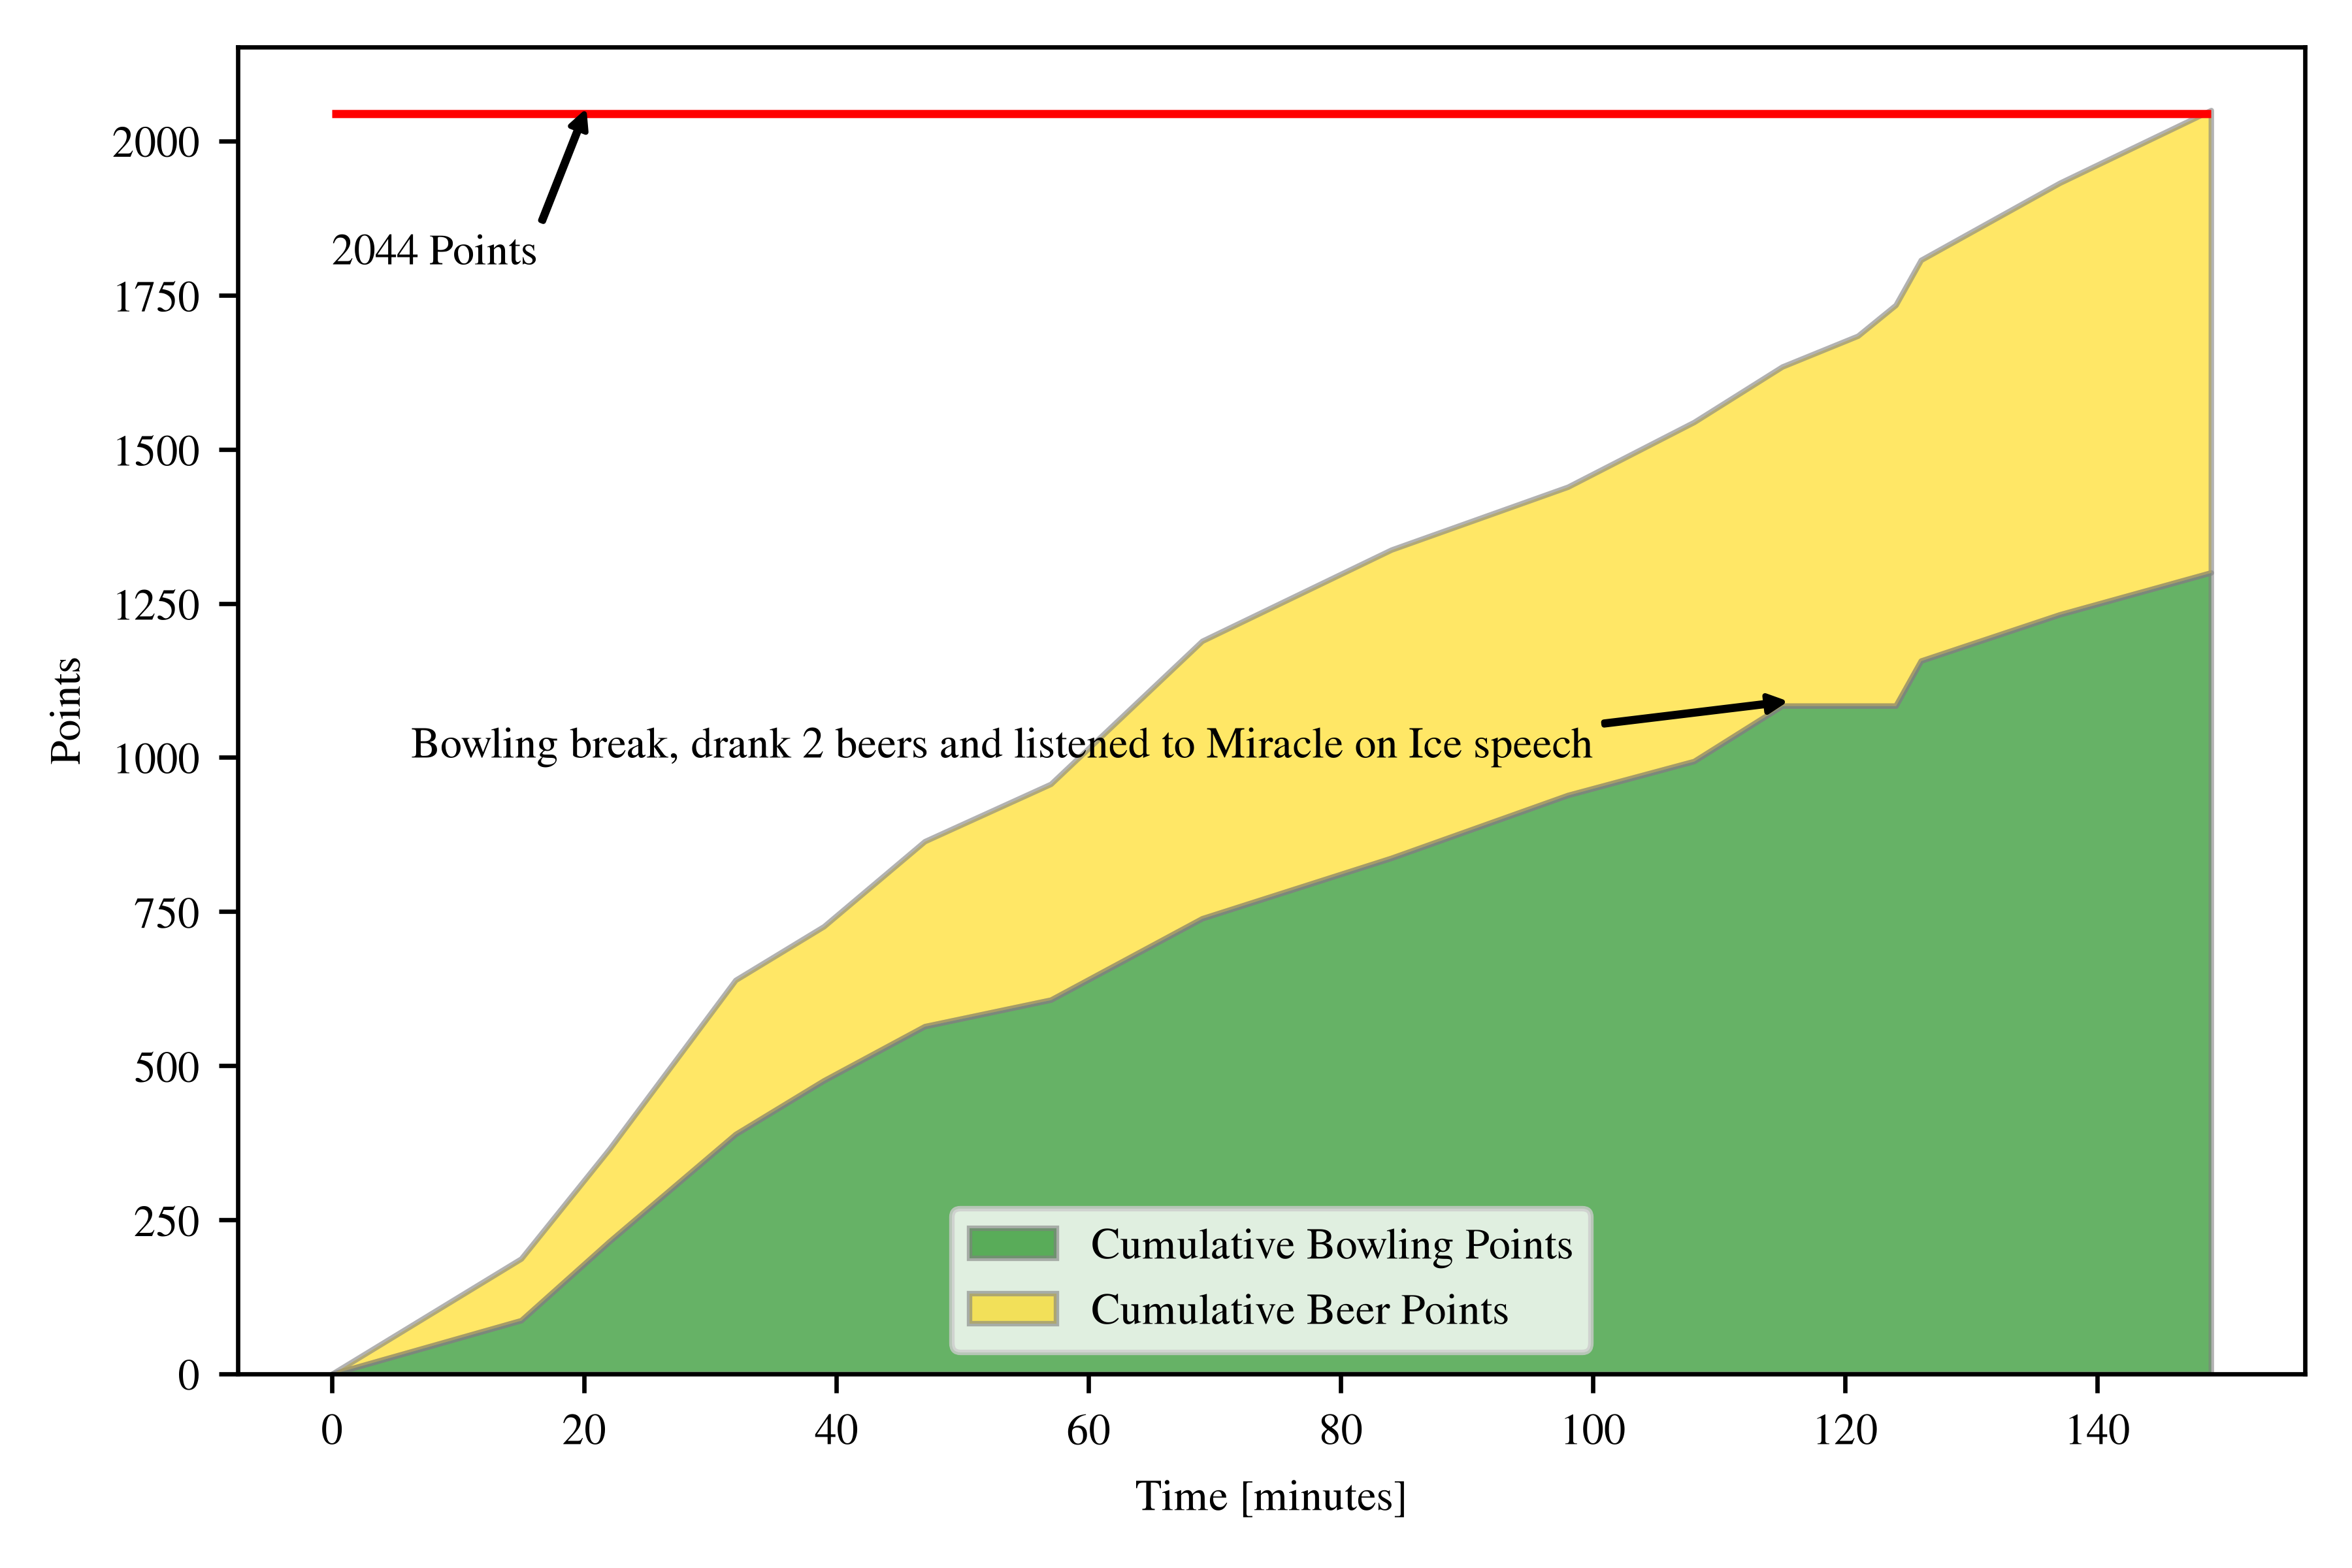 2000
1750
1500
1250
1000
750
500
250
0
Points
2044 Points
Bowling break, drank 2 beers and listened to Miracle on Ice speech
Cumulative Bowling Points
Cumulative Beer Points
0 20 40 60 80 100 120 140
Time [minutes]